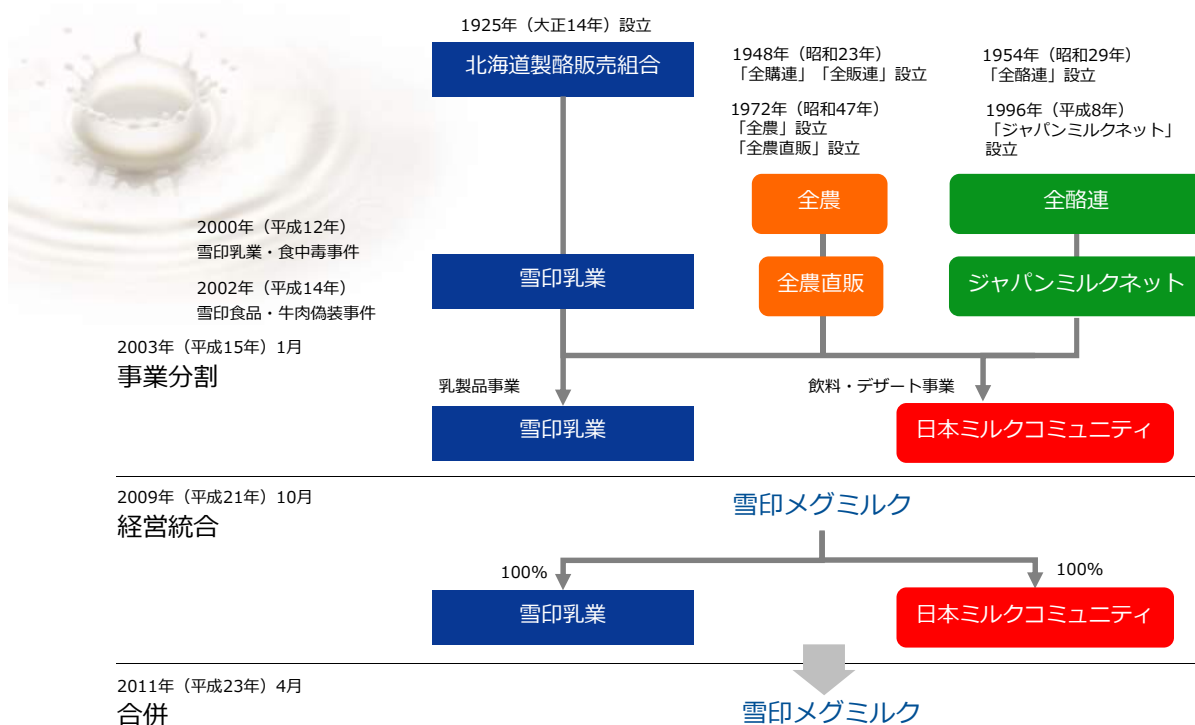 1925年（大正14年）設立
北海道製酪販売組合
1948年（昭和23年）
「全購連」「全販連」設立
1972年（昭和47年）
「全農」設立
「全農直販」設立
1954年（昭和29年）
「全酪連」設立
1996年（平成8年）
「ジャパンミルクネット」
設立
全農
全酪連
2000年（平成12年）
雪印乳業・食中毒事件
2002年（平成14年）
雪印食品・牛肉偽装事件
雪印乳業
全農直販
ジャパンミルクネット
2003年（平成15年）1月
事業分割
乳製品事業
飲料・デザート事業
雪印乳業
日本ミルクコミュニティ
2009年（平成21年）10月
経営統合
雪印メグミルク
100%
100%
雪印乳業
日本ミルクコミュニティ
2011年（平成23年）4月
合併
雪印メグミルク